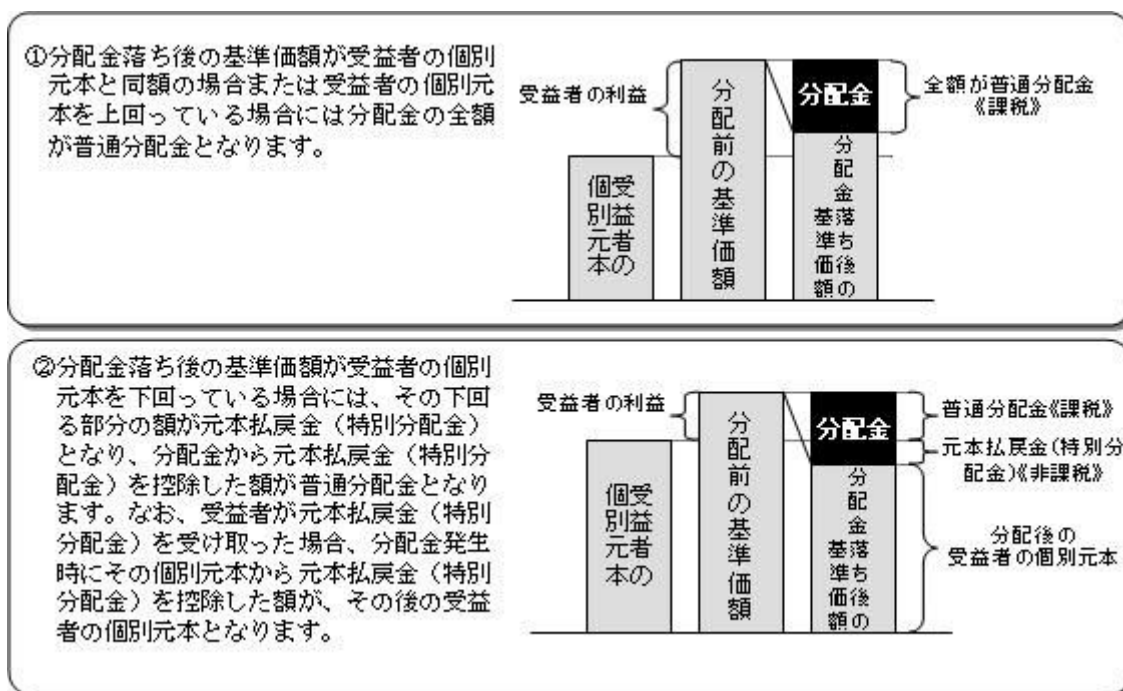 ①分配金落ち後の基準価額が受益者の個別
元本と同額の場合または受益者の個別元
本を上回っている場合には分配金の全額
が普通分配金となります。
受益者の利益
受益者の
個別元本
分配前の基準価額
分配金
分配金落ち後の
基準価額
全額が普通分配金
《課税》
②分配金落ち後の基準価額が受益者の個別
元本を下回っている場合には、その下回
る部分の額が元本払戻金（特別分配金）
となり、分配金から元本払戻金（特別分
配金）を控除した額が普通分配金となり
ます。なお、受益者が元本払戻金（特別
分配金）を受け取った場合、分配金発生
時にその個別元本から元本払戻金（特別
分配金）を控除した額が、その後の受益
者の個別元本となります。
受益者の利益
受益者の
個別元本
分配前の基準価額
分配金
分配金落ち後の
基準価額
普通分配金《課税》
元本払戻金(特別分
配金)《非課税》
分配後の
受益者の個別元本